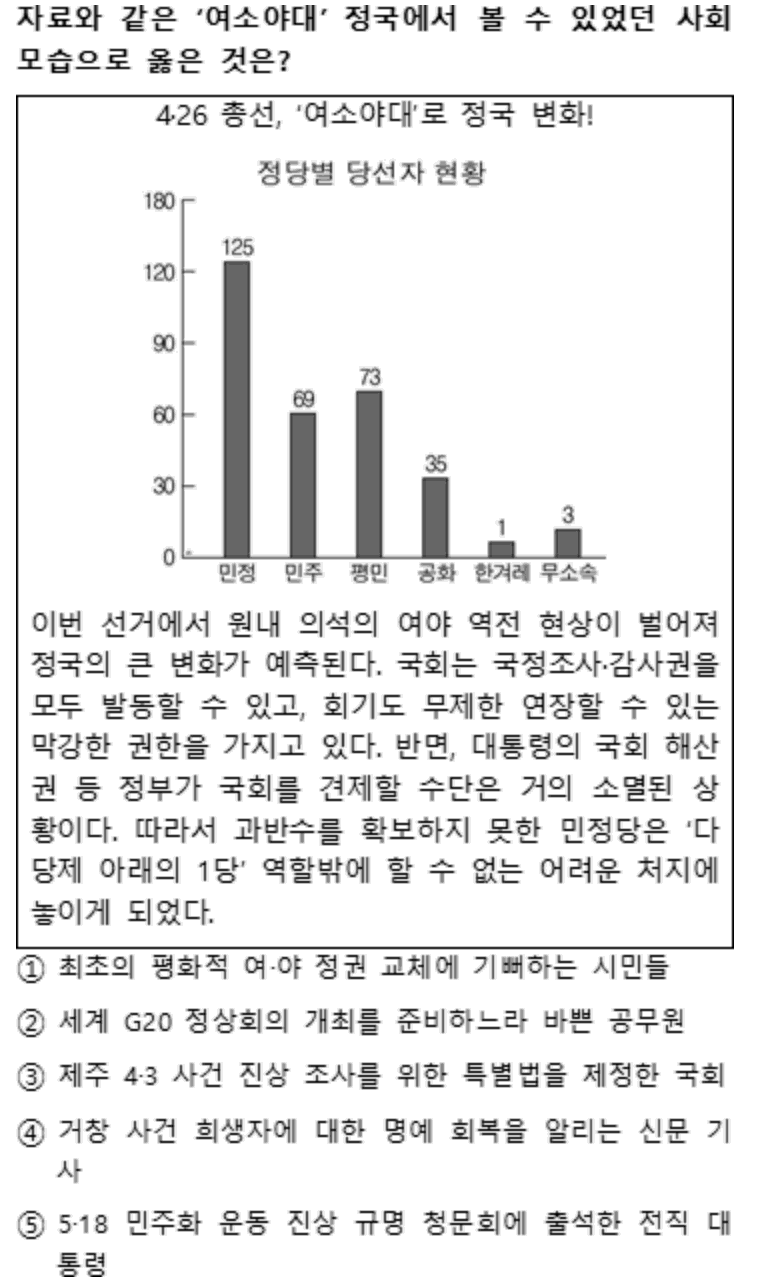 자료와 같은 ‘여소야대’ 정국에서 볼 수 있었던 사회
모습으로 옳은 것은?
4·26 총선, ‘여소야대’로 정국 변화!
정당별 당선자 현황
180
120
90
60
30
0
125
69
73
35
1
3
민정 민주 평민 공화 한겨레 무소속
이번 선거에서 원내 의석의 여야 역전 현상이 벌어져
정국의 큰 변화가 예측된다. 국회는 국정조사·감사권을
모두 발동할 수 있고, 회기도 무제한 연장할 수 있는
막강한 권한을 가지고 있다. 반면, 대통령의 국회 해산
권 등 정부가 국회를 견제할 수단은 거의 소멸된 상
황이다. 따라서 과반수를 확보하지 못한 민정당은 ‘다
당제 아래의 1당’ 역할밖에 할 수 없는 어려운 처지에
놓이게 되었다.
① 최초의 평화적 여·야 정권 교체에 기뻐하는 시민들
② 세계 G20 정상회의 개최를 준비하느라 바쁜 공무원
③ 제주 4·3 사건 진상 조사를 위한 특별법을 제정한 국회
④ 거창 사건 희생자에 대한 명예 회복을 알리는 신문 기
사
⑤ 5·18 민주화 운동 진상 규명 청문회에 출석한 전직 대
통령